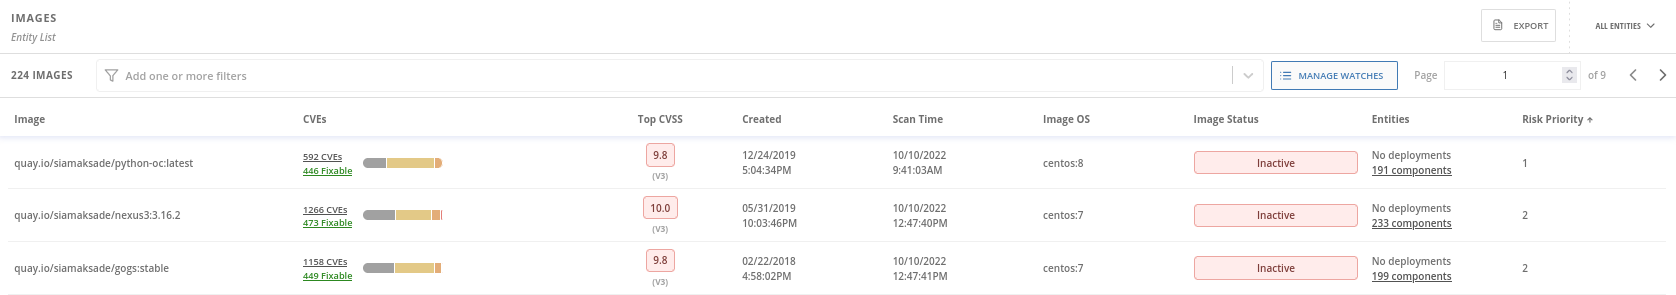 IMAGES
Entity List
EXPORT
ALL ENTITIES
224 IMAGES
Add one or more filters
MANAGE WATCHES
Page
1
of 9
Image CVEs Top CVSS Created Scan Time Image OS Image Status Entities Risk Priority
quay.io/siamaksade/python-oc:latest
592 CVEs
446 Fixable
9.8
(V3)
12/24/2019
5:04:34PM
10/10/2022
9:41:03AM
centos:8
Inactive
No deployments
191 components
1
quay.io/siamaksade/nexus3:3.16.2
1266 CVEs
473 Fixable
10.0
(V3)
05/31/2019
10:03:46PM
10/10/2022
12:47:40PM
centos:7
Inactive
No deployments
233 components
2
quay.io/siamaksade/gogs:stable
1158 CVEs
449 Fixable
9.8
(V3)
02/22/2018
4:58:02PM
10/10/2022
12:47:41PM
centos:7
Inactive
No deployments
199 components
2